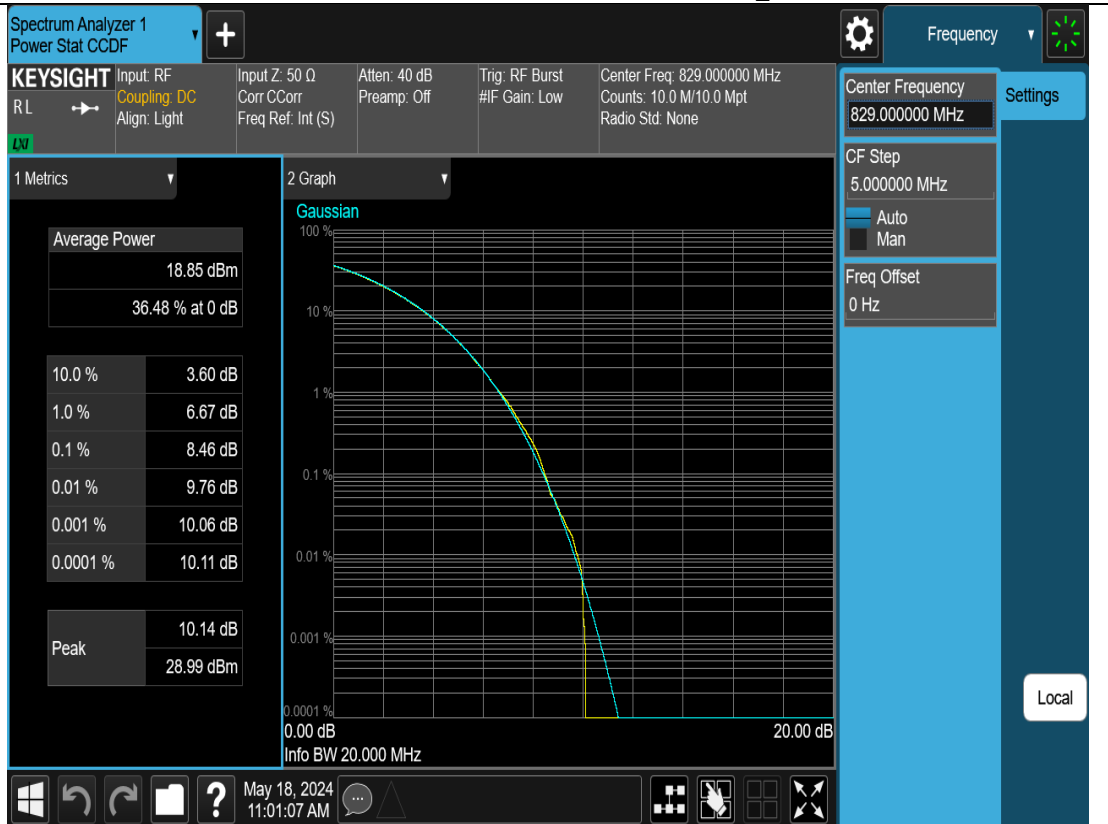 Spectrum Analyzer 1
Power Stat CCDF
+
Frequency
KEYSIGHT
RL
LXI
Input: RF
Coupling: DC
Align: Light
Input Z: 50 Ω
Corr CCorr
Freq Ref: Int (S)
Atten: 40 dB
Preamp: Off
Trig: RF Burst
#IF Gain: Low
Center Freq: 829.000000 MHz
Counts: 10.0 M/10.0 Mpt
Radio Std: None
Center Frequency
829.000000 MHz
Settings
CF Step
5.000000 MHz
Auto
Man
Freq Offset
0 Hz
Local
1 Metrics
Average Power
18.85 dBm
36.48 % at 0 dB
10.0 % 3.60 dB
1.0 % 6.67 dB
0.1 % 8.46 dB
0.01 % 9.76 dB
0.001 % 10.06 dB
0.0001 % 10.11 dB
Peak
10.14 dB
28.99 dBm
2 Graph
Gaussian
100 %
10 %
1 %
0.1 %
0.01 %
0.001 %
0.0001 %
0.00 dB 20.00 dB
Info BW 20.000 MHz
?
May 18, 2024
11:01:07 AM